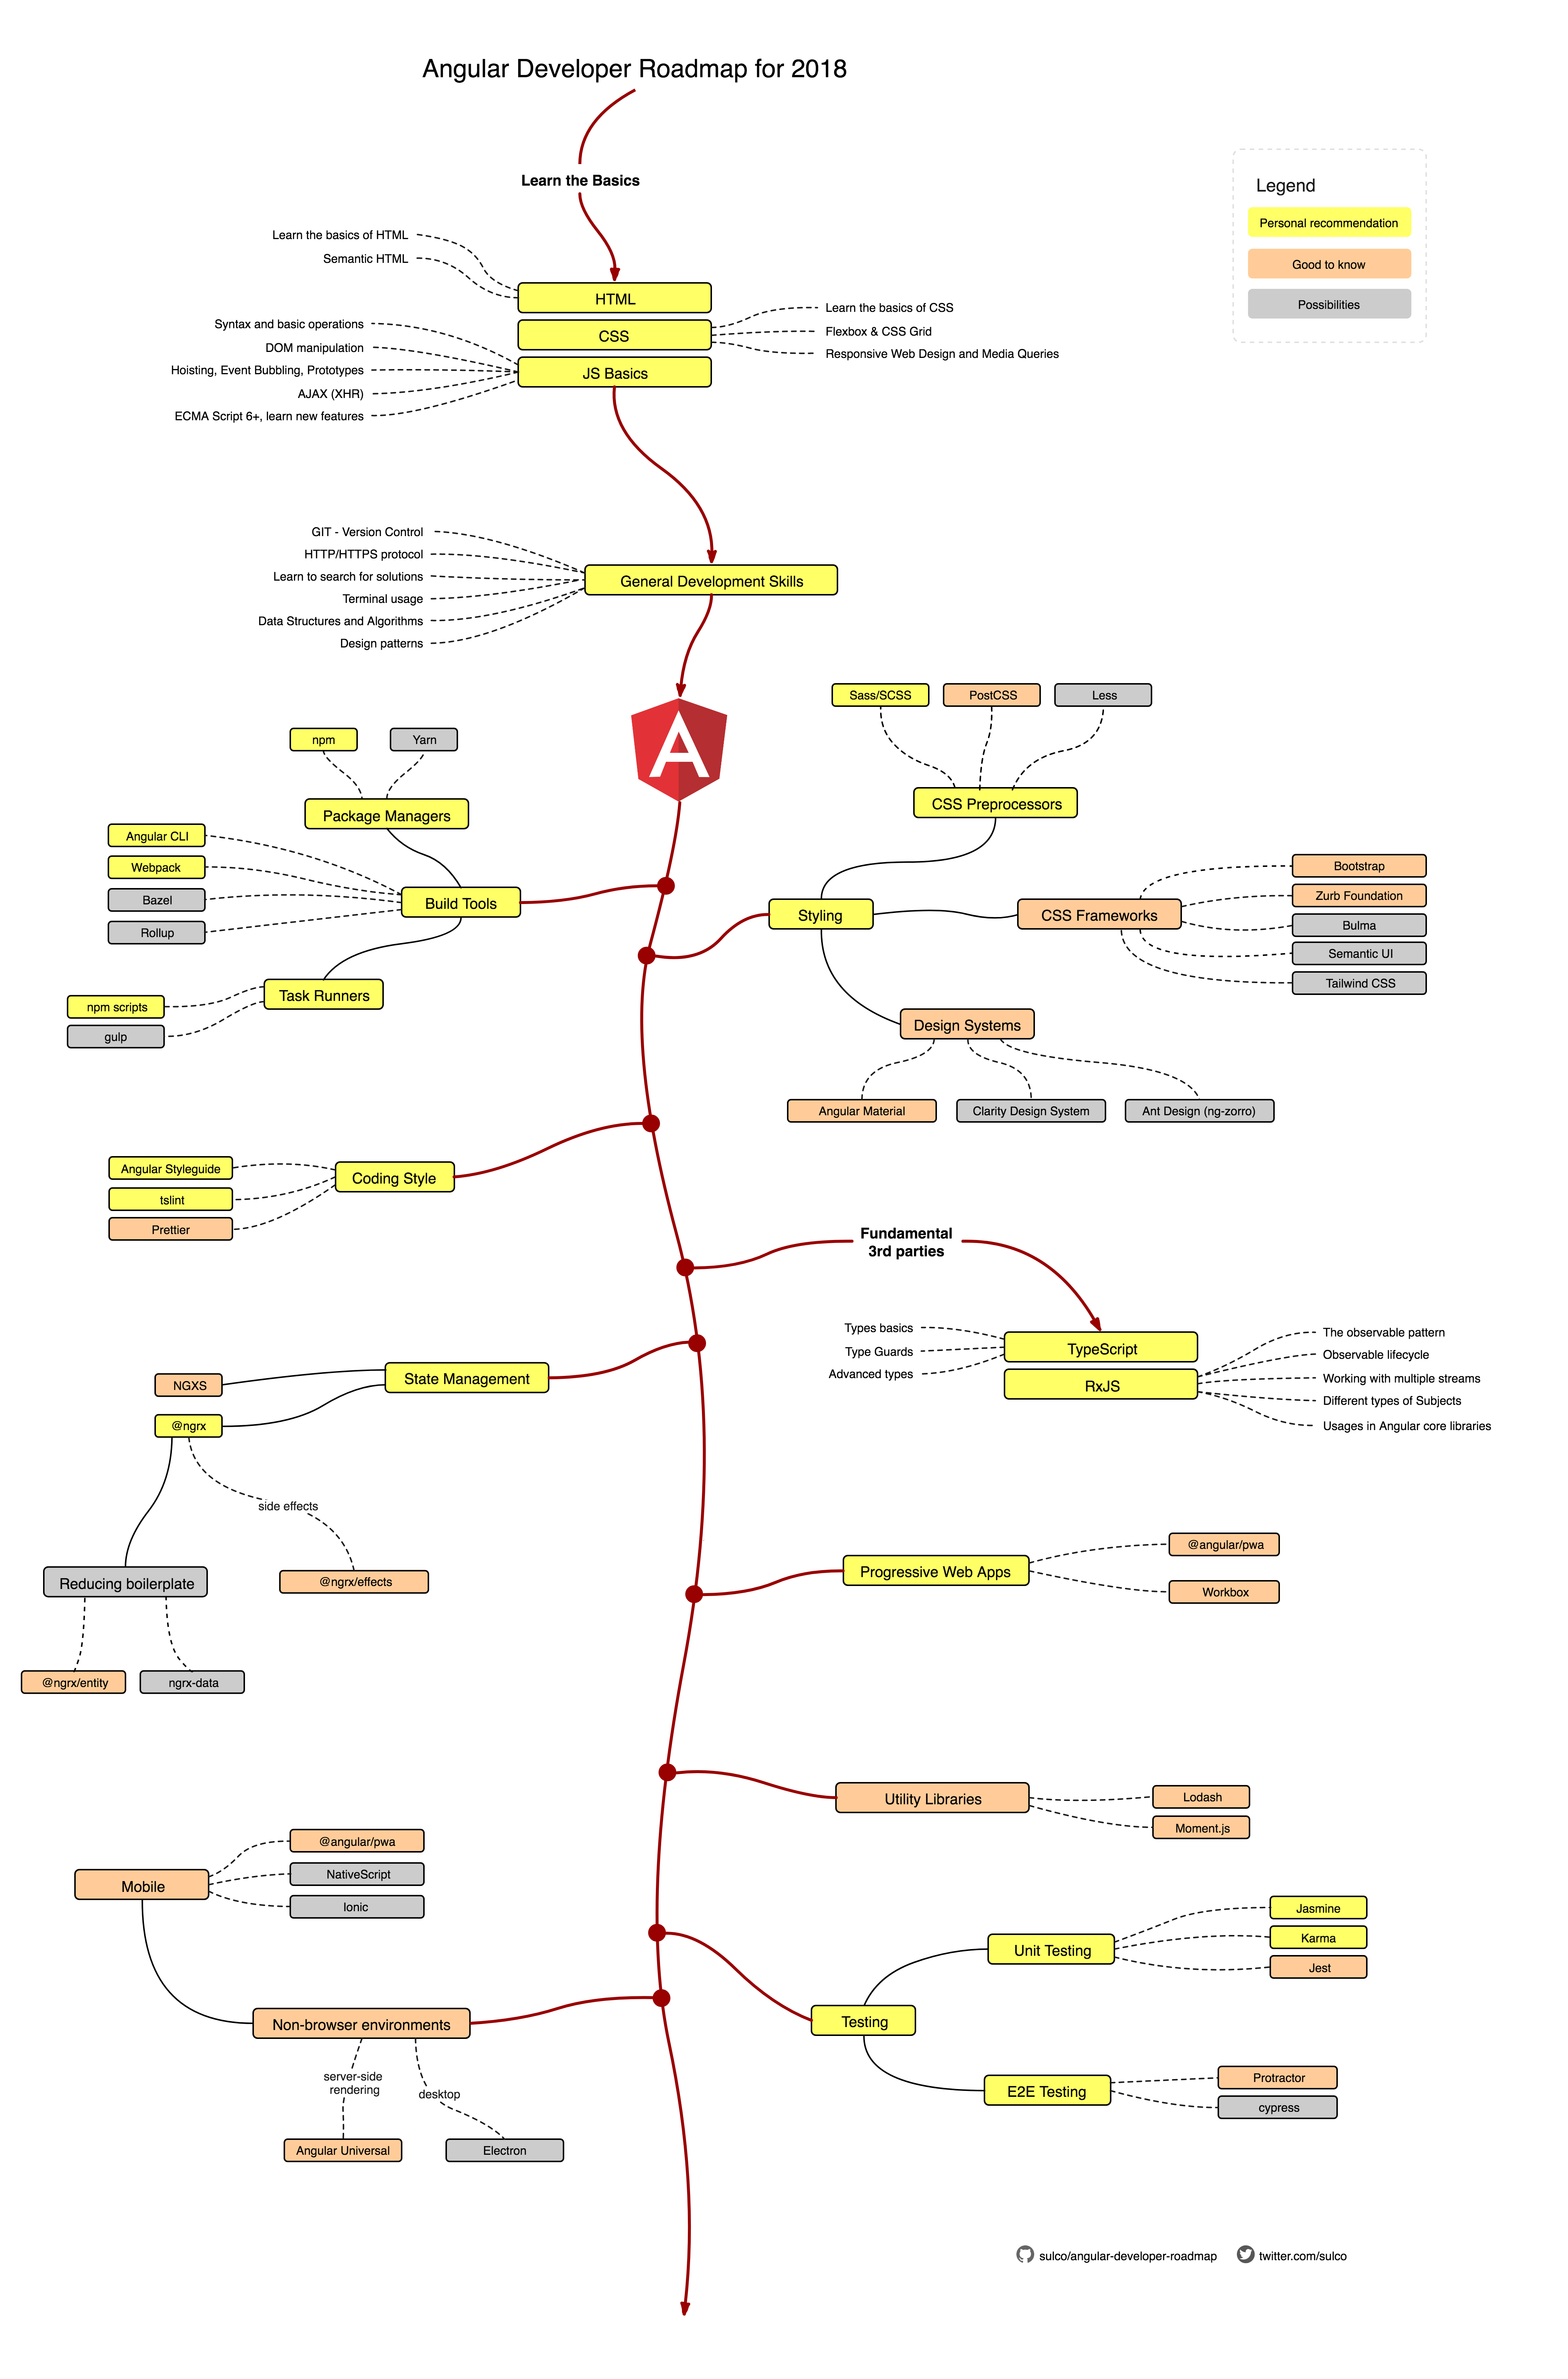 Angular Developer Roadmap for 2018
Learn the Basics
Legend
Personal recommendation
Good to know
Possibilities
Learn the basics of HTML
Semantic HTML
HTML
CSS
JS Basics
Learn the basics of CSS
Flexbox & CSS Grid
Responsive Web Design and Media Queries
Syntax and basic operations
DOM manipulation
Hoisting, Event Bubbling, Prototypes
AJAX (XHR)
ECMA Script 6+, learn new features
GIT - Version Control
HTTP/HTTPS protocol
Learn to search for solutions
Terminal usage
Data Structures and Algorithms
Design patterns
General Development Skills
A
npm
Yarn
Package Managers
Angular CLI
Webpack
Bazel
Rollup
Build Tools
Task Runners
npm scripts
gulp
Sass/SCSS
PostCSS
Less
CSS Preprocessors
Styling
CSS Frameworks
Bootstrap
Zurb Foundation
Bulma
Semantic UI
Tailwind CSS
Design Systems
Angular Material
Clarity Design System
Ant Design (ng-zorro)
Angular Styleguide
tslint
Prettier
Coding Style
Fundamental
3rd parties
Types basics
Type Guards
Advanced types
TypeScript
RxJS
The observable pattern
Observable lifecycle
Working with multiple streams
Different types of Subjects
Usages in Angular core libraries
State Management
NGXS
@ngrx
side effects
Reducing boilerplate
@ngrx/effects
@ngrx/entity
ngrx-data
Progressive Web Apps
@angular/pwa
Workbox
Utility Libraries
Lodash
Moment.js
Mobile
@angular/pwa
NativeScript
Ionic
Non-browser environments
server-side
rendering
desktop
Angular Universal
Electron
Unit Testing
Jasmine
Karma
Jest
Testing
E2E Testing
Protractor
cypress
sulco/angular-developer-roadmap
twitter.com/sulco